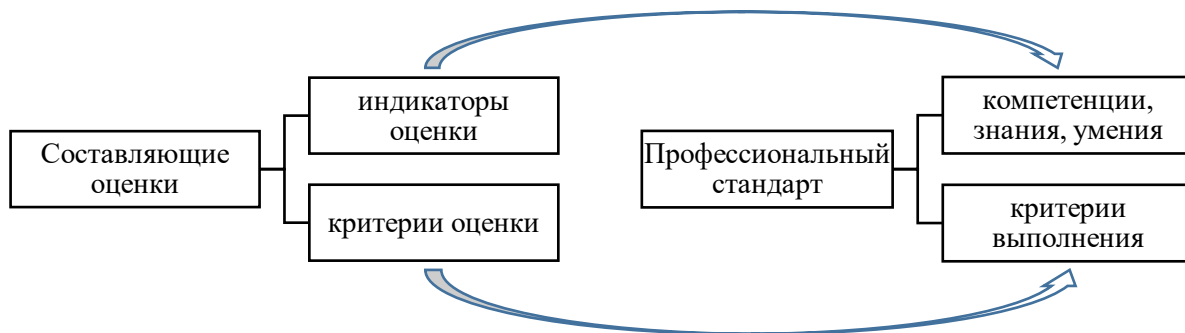 Составляющие
оценки
индикаторы
оценки
критерии оценки
Профессиональный
стандарт
компетенции,
знания, умения
критерии
выполнения